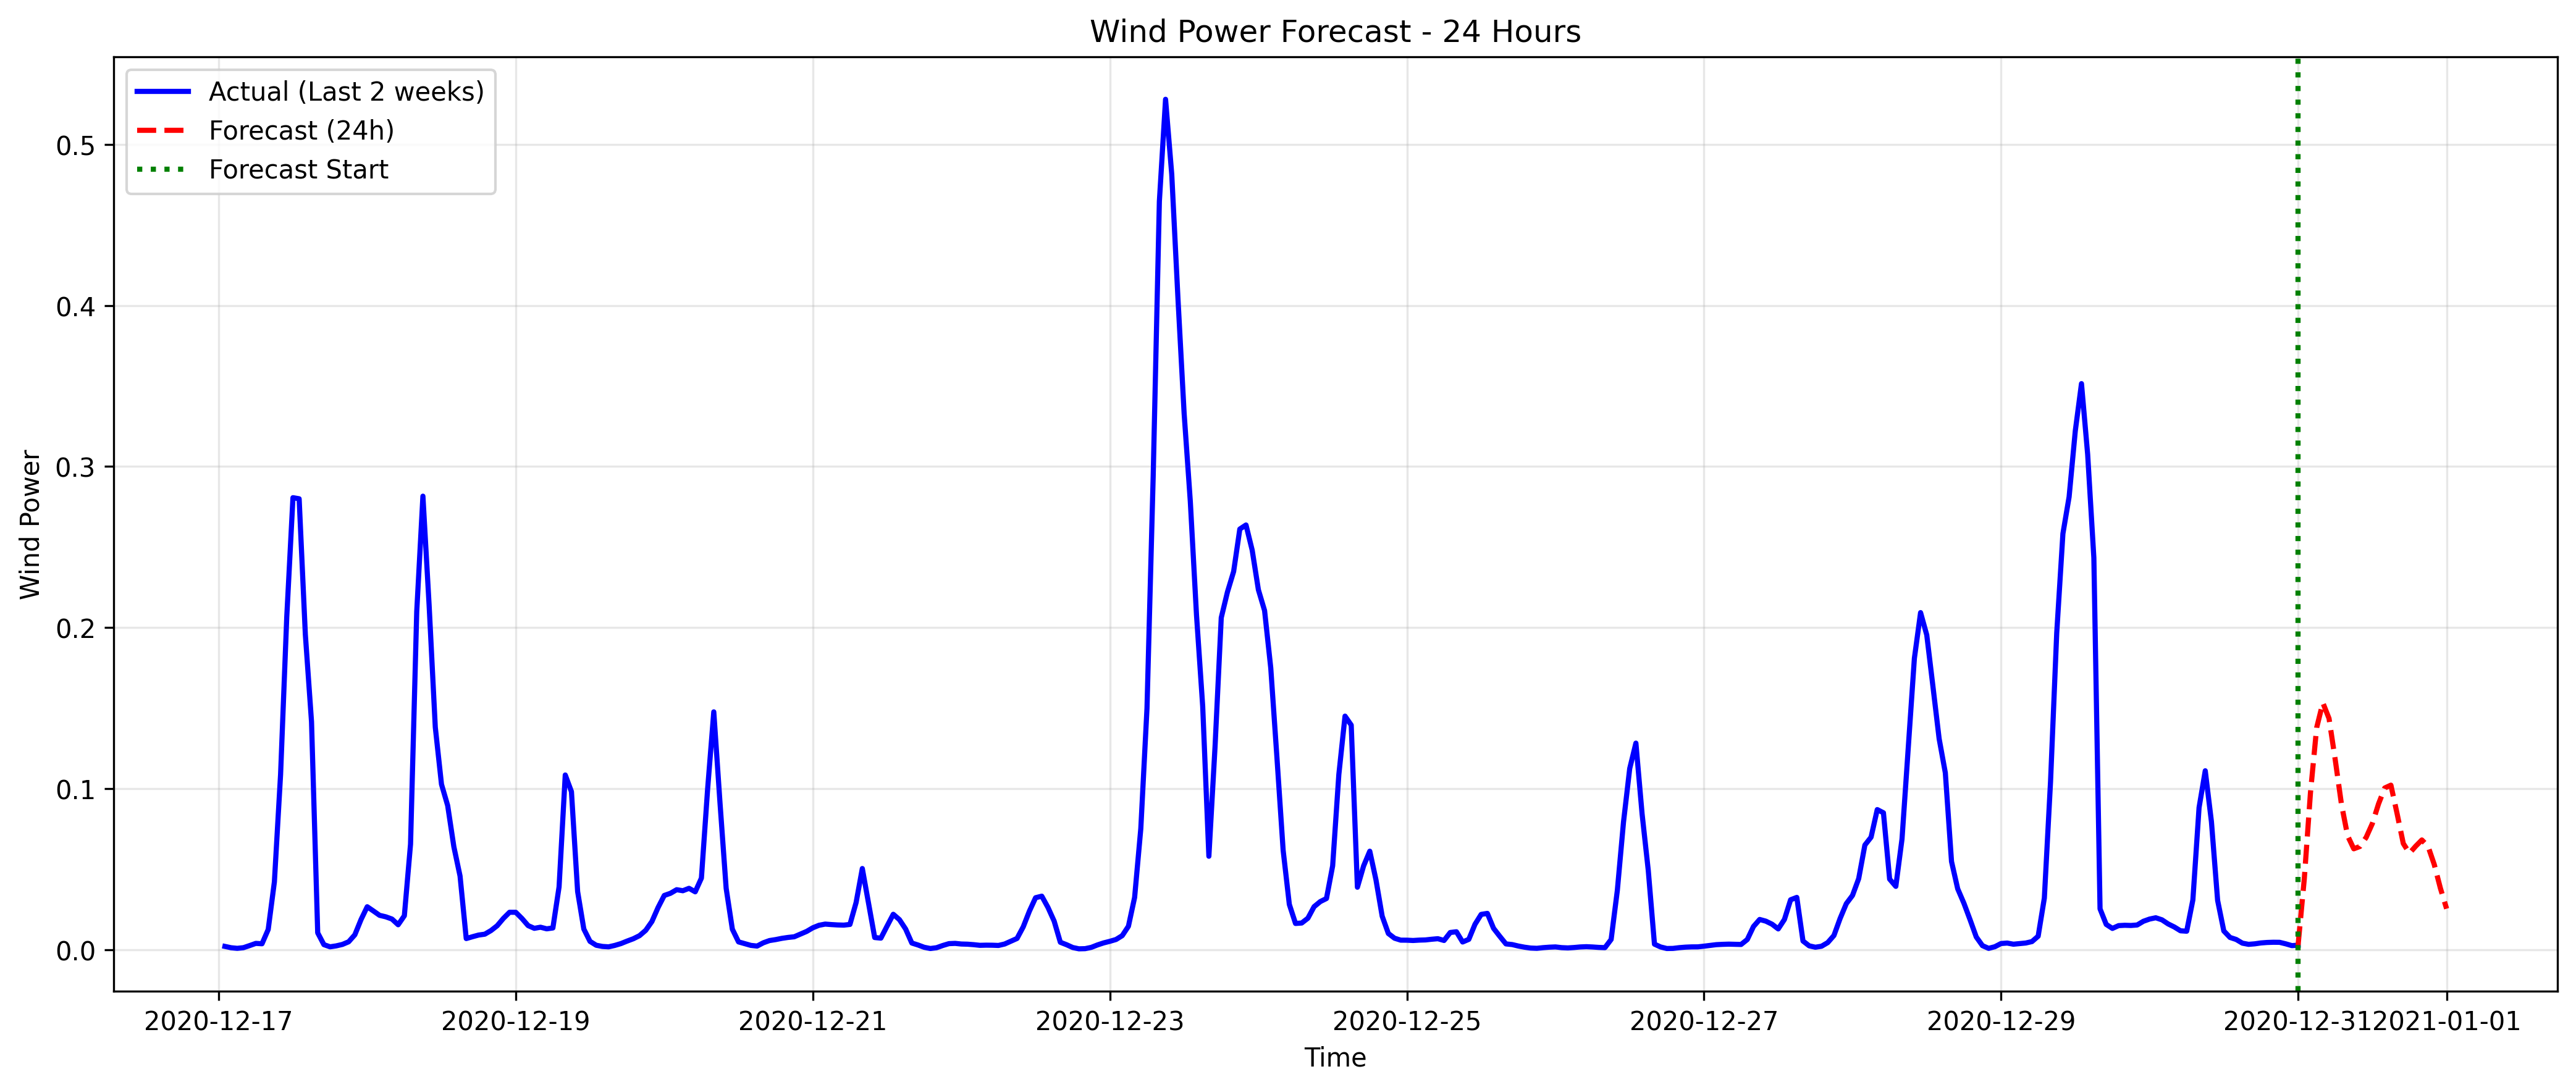 Wind Power Forecast - 24 Hours
Actual (Last 2 weeks)
Forecast (24h)
Forecast Start
Wind Power
0.5
0.4
0.3
0.2
0.1
0.0
2020-12-17 2020-12-19 2020-12-21 2020-12-23 2020-12-25 2020-12-27 2020-12-29 2020-12-31 2021-01-01
Time